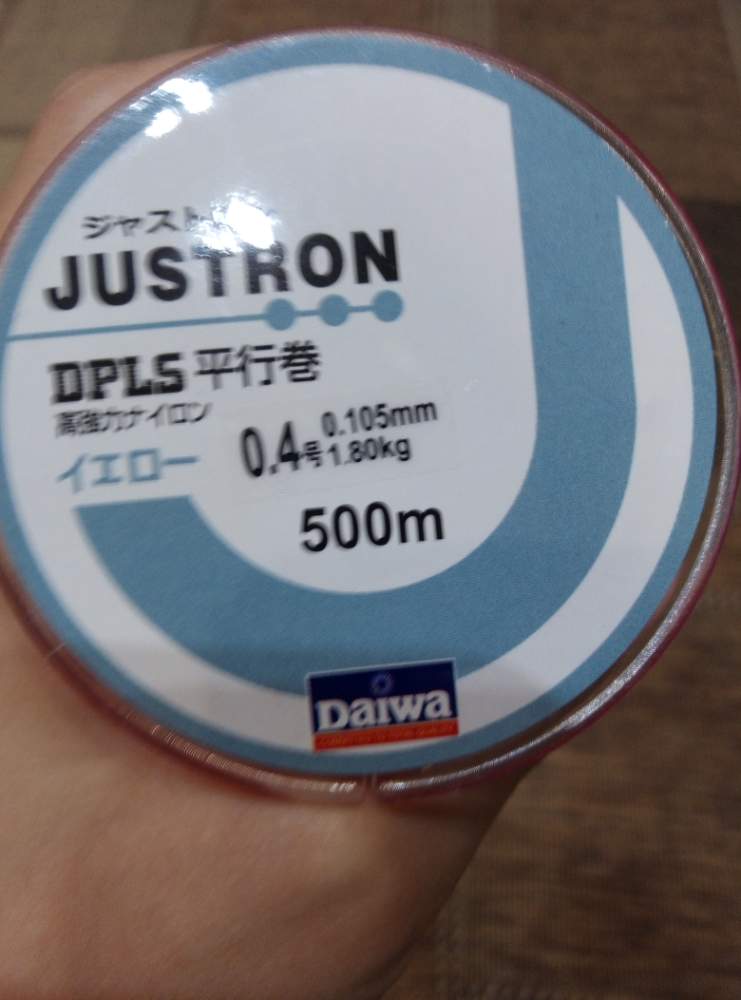 JUSTRON
DPLS 平行巻
高強力ナイロン
イエロー
0.4号
0.105mm
1.80kg
500m
Daiwa